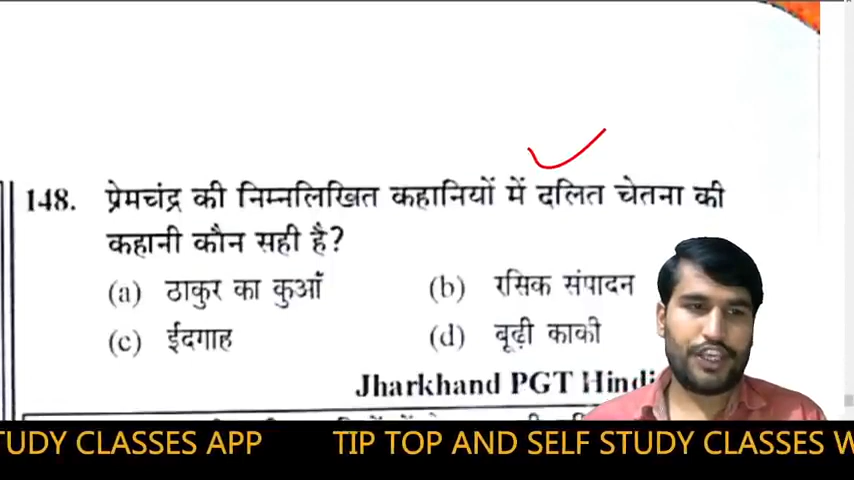 148. प्रेमचंद्र की निम्नलिखित कहानियों में दलित चेतना की
कहानी कौन सही है?
(a) ठाकुर का कुआँ (b) रसिक संपादन
(c) ईदगाह (d) बूढ़ी काकी
Jharkhand PGT Hindi
TUDY CLASSES APP TIP TOP AND SELF STUDY CLASSES W